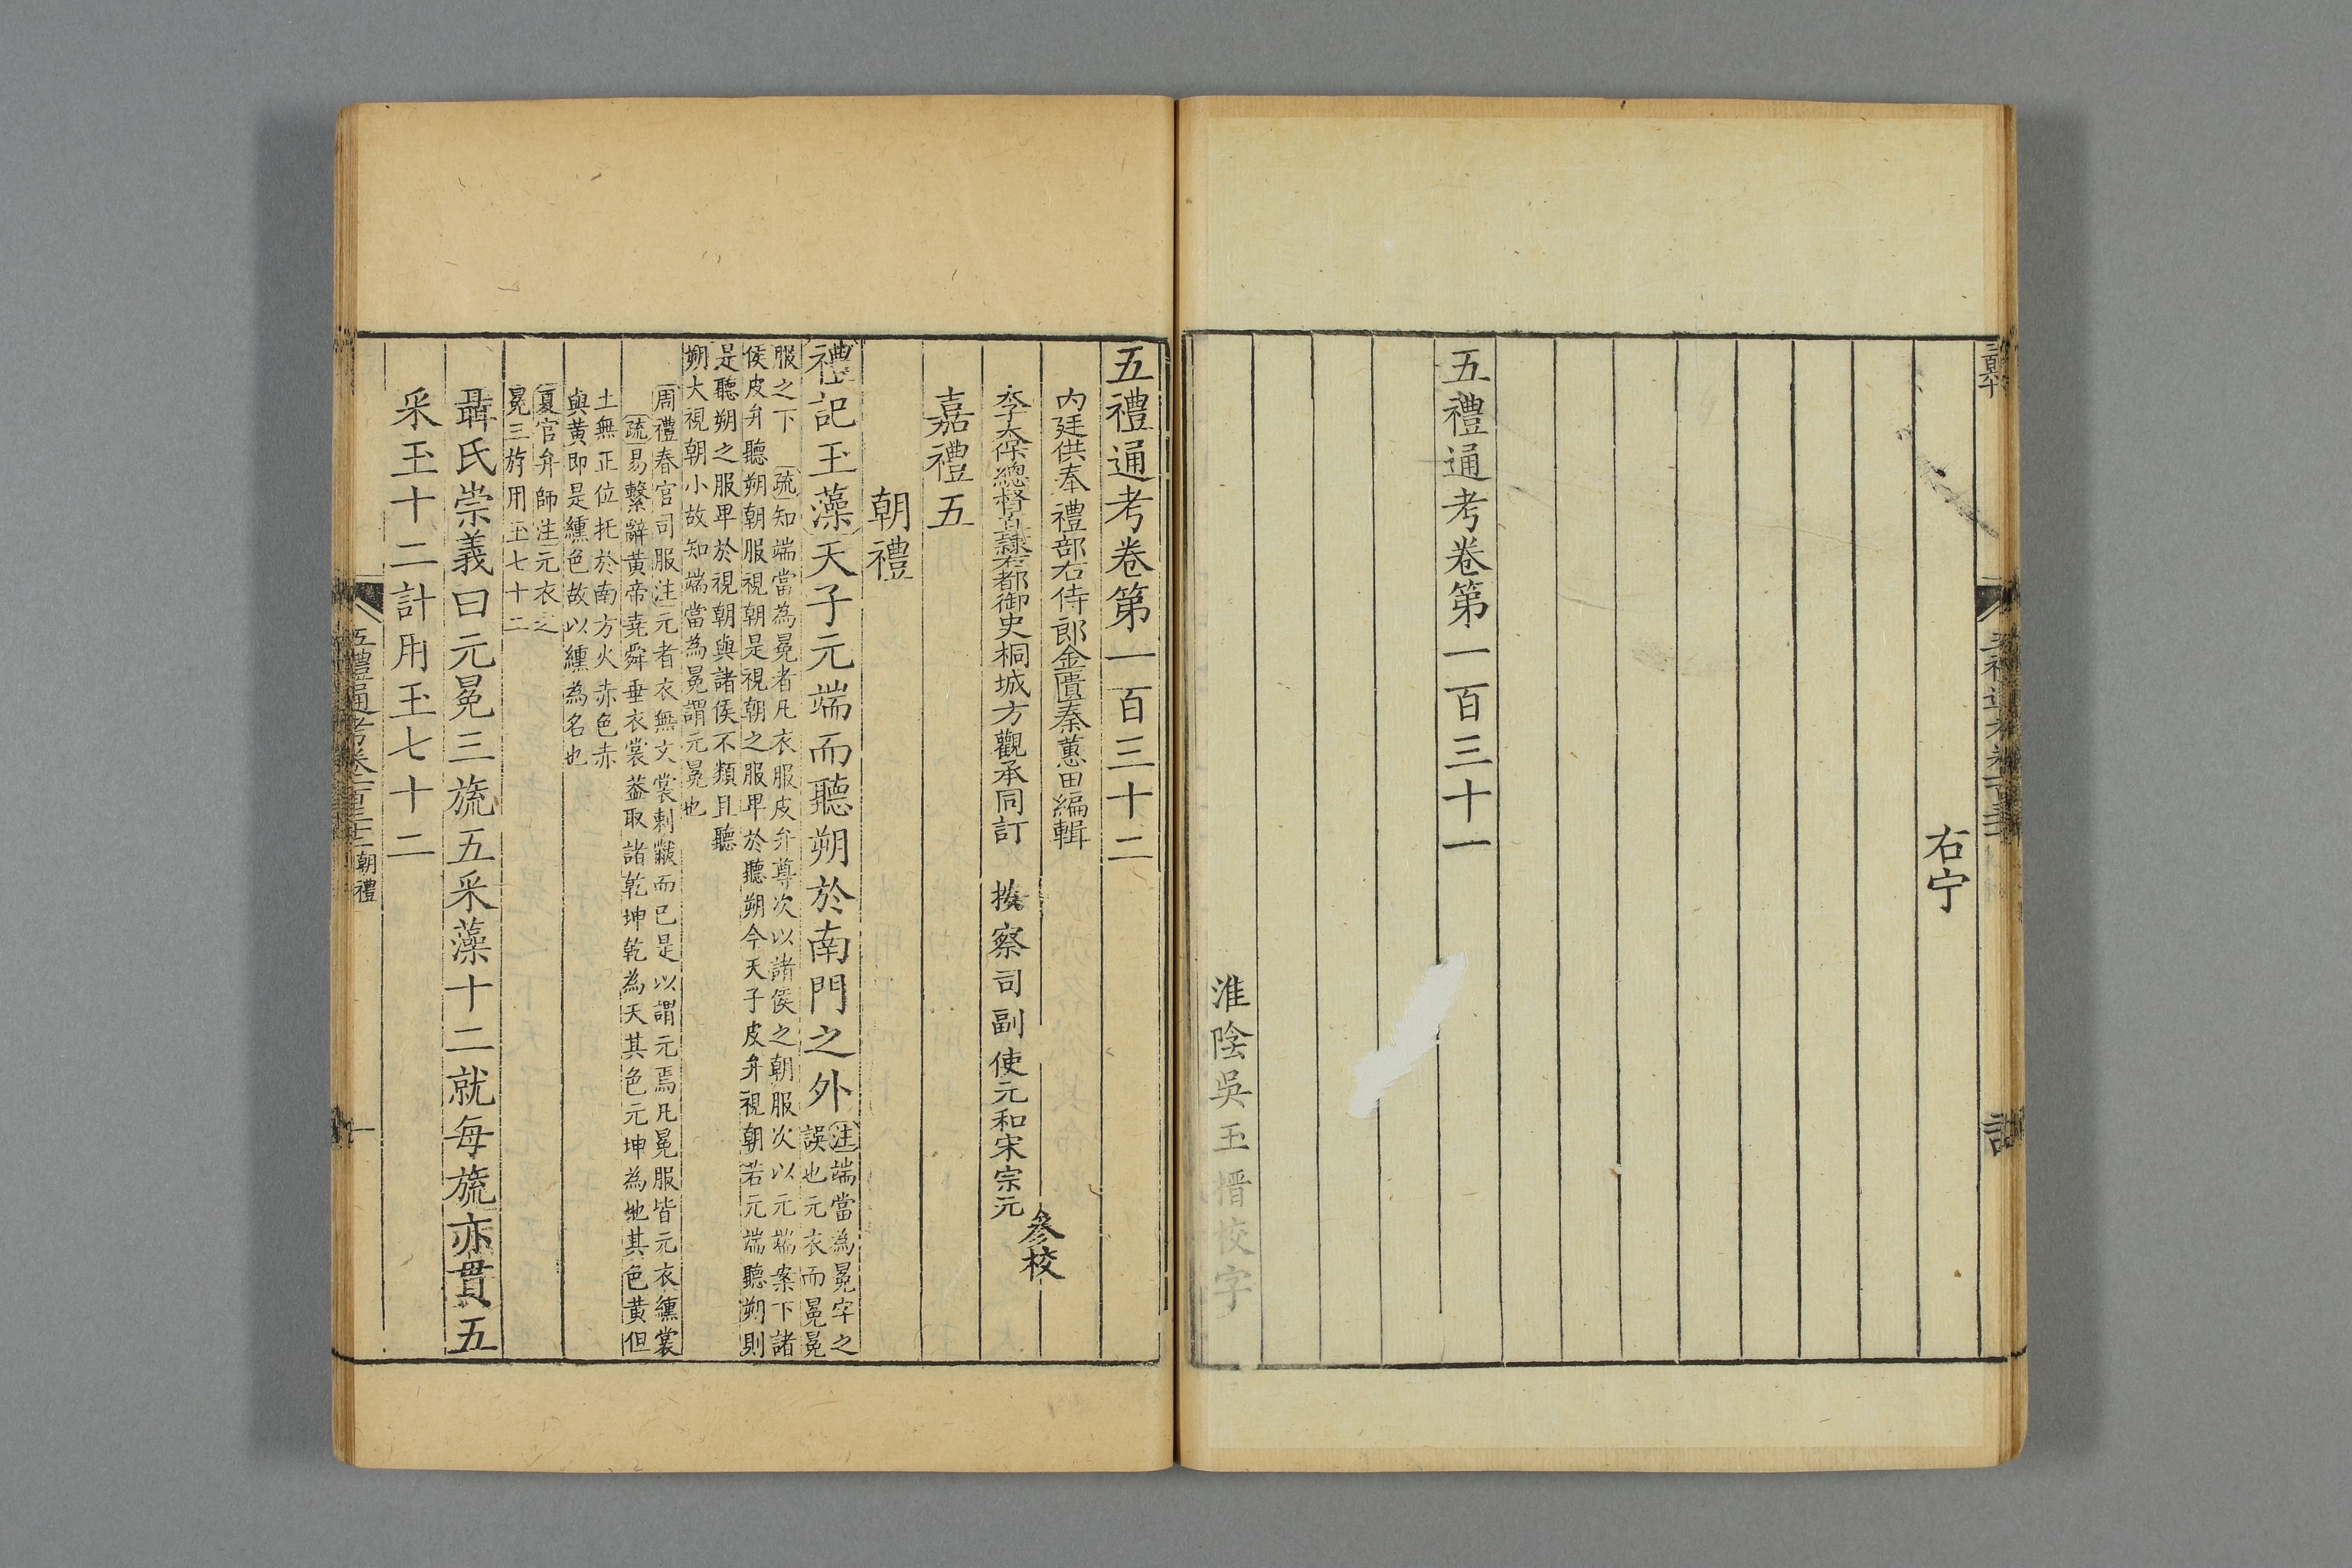 右宁
五禮通考卷第一百三十一
淮陰吳玉搢校字
五禮通考卷第一百三十二
內廷供奉禮部右侍郎金匱秦蕙田編輯
太子太保總督直隸右都御史桐城方觀承同訂
按察司副使元和宋宗元
參校
嘉禮五
朝禮
禮記玉藻天子元端而聽朔於南門之外
注端當為冕字之
誤也元衣而冕冕
服之下 疏知端當為冕者凡衣服皮弁尊次以諸侯之朝服次以元端案下諸
侯皮弁聽朔朝服視朝是視朝之服卑於聽朔今天子皮弁視朝若元端聽朔則
是聽朔之服卑於視朝與諸侯不類且聽
朔大視朝小故知端當為冕謂元冕也
周禮春官司服注元者衣無文裳刺黻而已是以謂元焉凡冕服皆元衣纁裳
疏易繫辭黃帝堯舜垂衣裳蓋取諸乾坤乾為天其色元坤為地其色黃但
土無正位托於南方火赤色赤
與黃即是纁色故以纁為名也
夏官弁師注元衣之
冕三斿用玉七十二
聶氏崇義曰元冕三旒五采藻十二就每旒亦貫五
采玉十二計用玉七十二
五禮通考卷一百三十二 朝禮
一